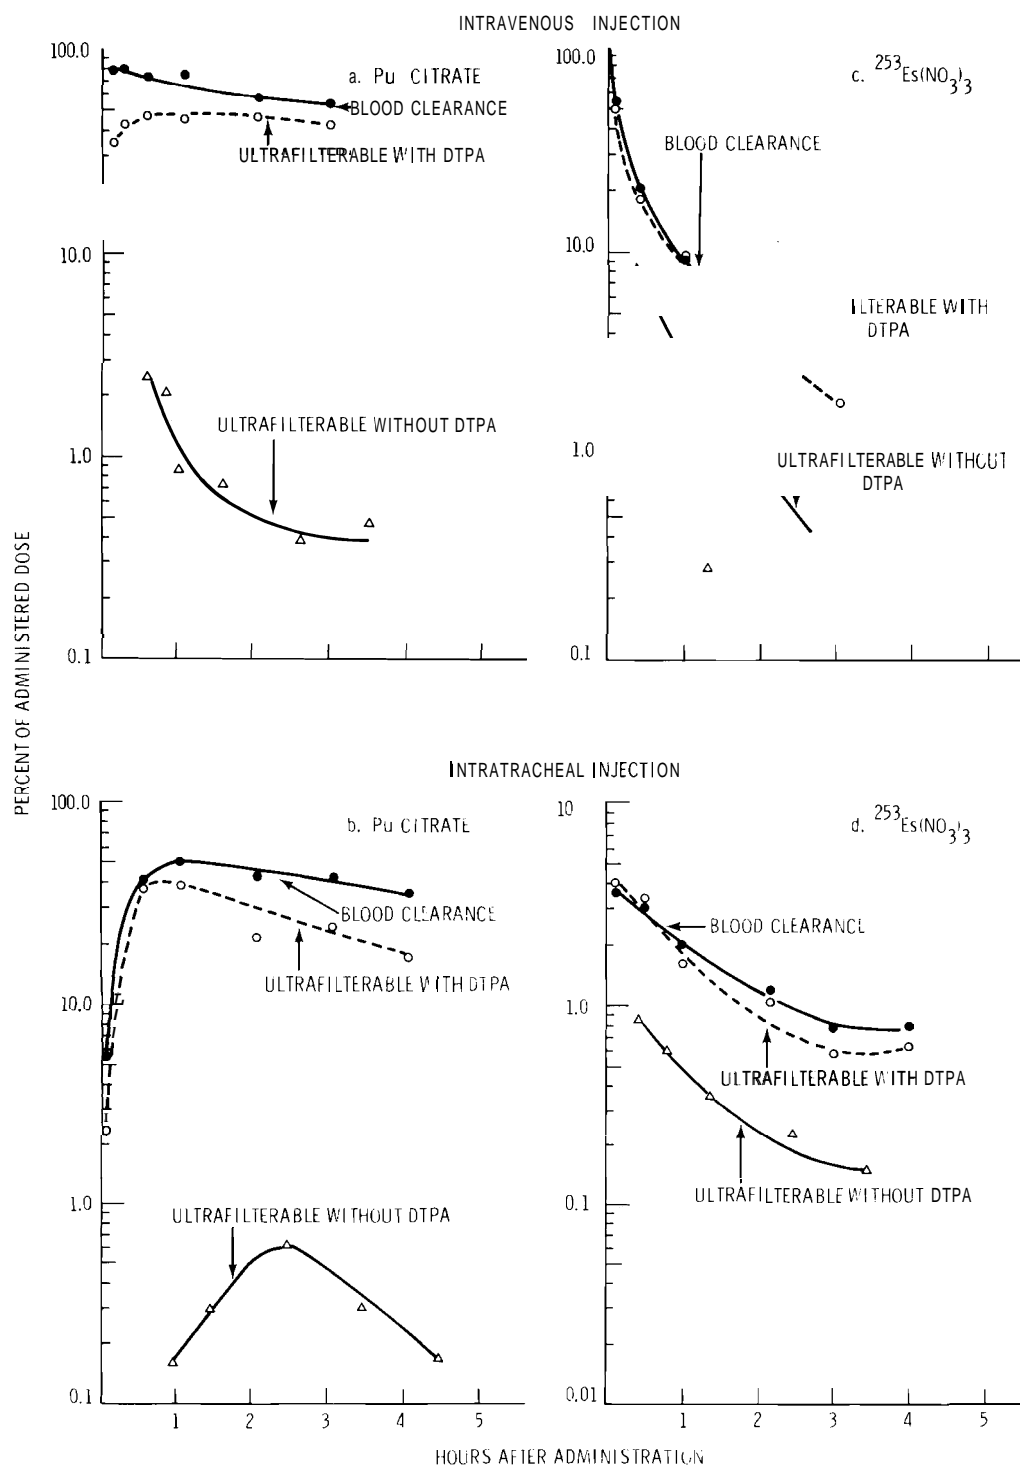 INTRAVENOUS INJECTION
100.0
10.0
1.0
0.1
a. Pu CITRATE
BLOOD CLEARANCE
ULTRAFILTERABLE WITH DTPA
ULTRAFILTERABLE WITHOUT DTPA
100.0
10.0
1.0
0.1
c. 253Es(NO3)3
BLOOD CLEARANCE
ILTERABLE WITH
DTPA
ULTRAFILTERABLE WITHOUT
DTPA
PERCENT OF ADMINISTERED DOSE
INTRATRACHEAL INJECTION
100.0
10.0
1.0
0.1
b. Pu CITRATE
BLOOD CLEARANCE
ULTRAFILTERABLE WITH DTPA
ULTRAFILTERABLE WITHOUT DTPA
1 2 3 4 5
10
1.0
0.1
0.01
d. 253Es(NO3)3
BLOOD CLEARANCE
ULTRAFILTERABLE WITH DTPA
ULTRAFILTERABLE WITHOUT DTPA
1 2 3 4 5
HOURS AFTER ADMINISTRATION